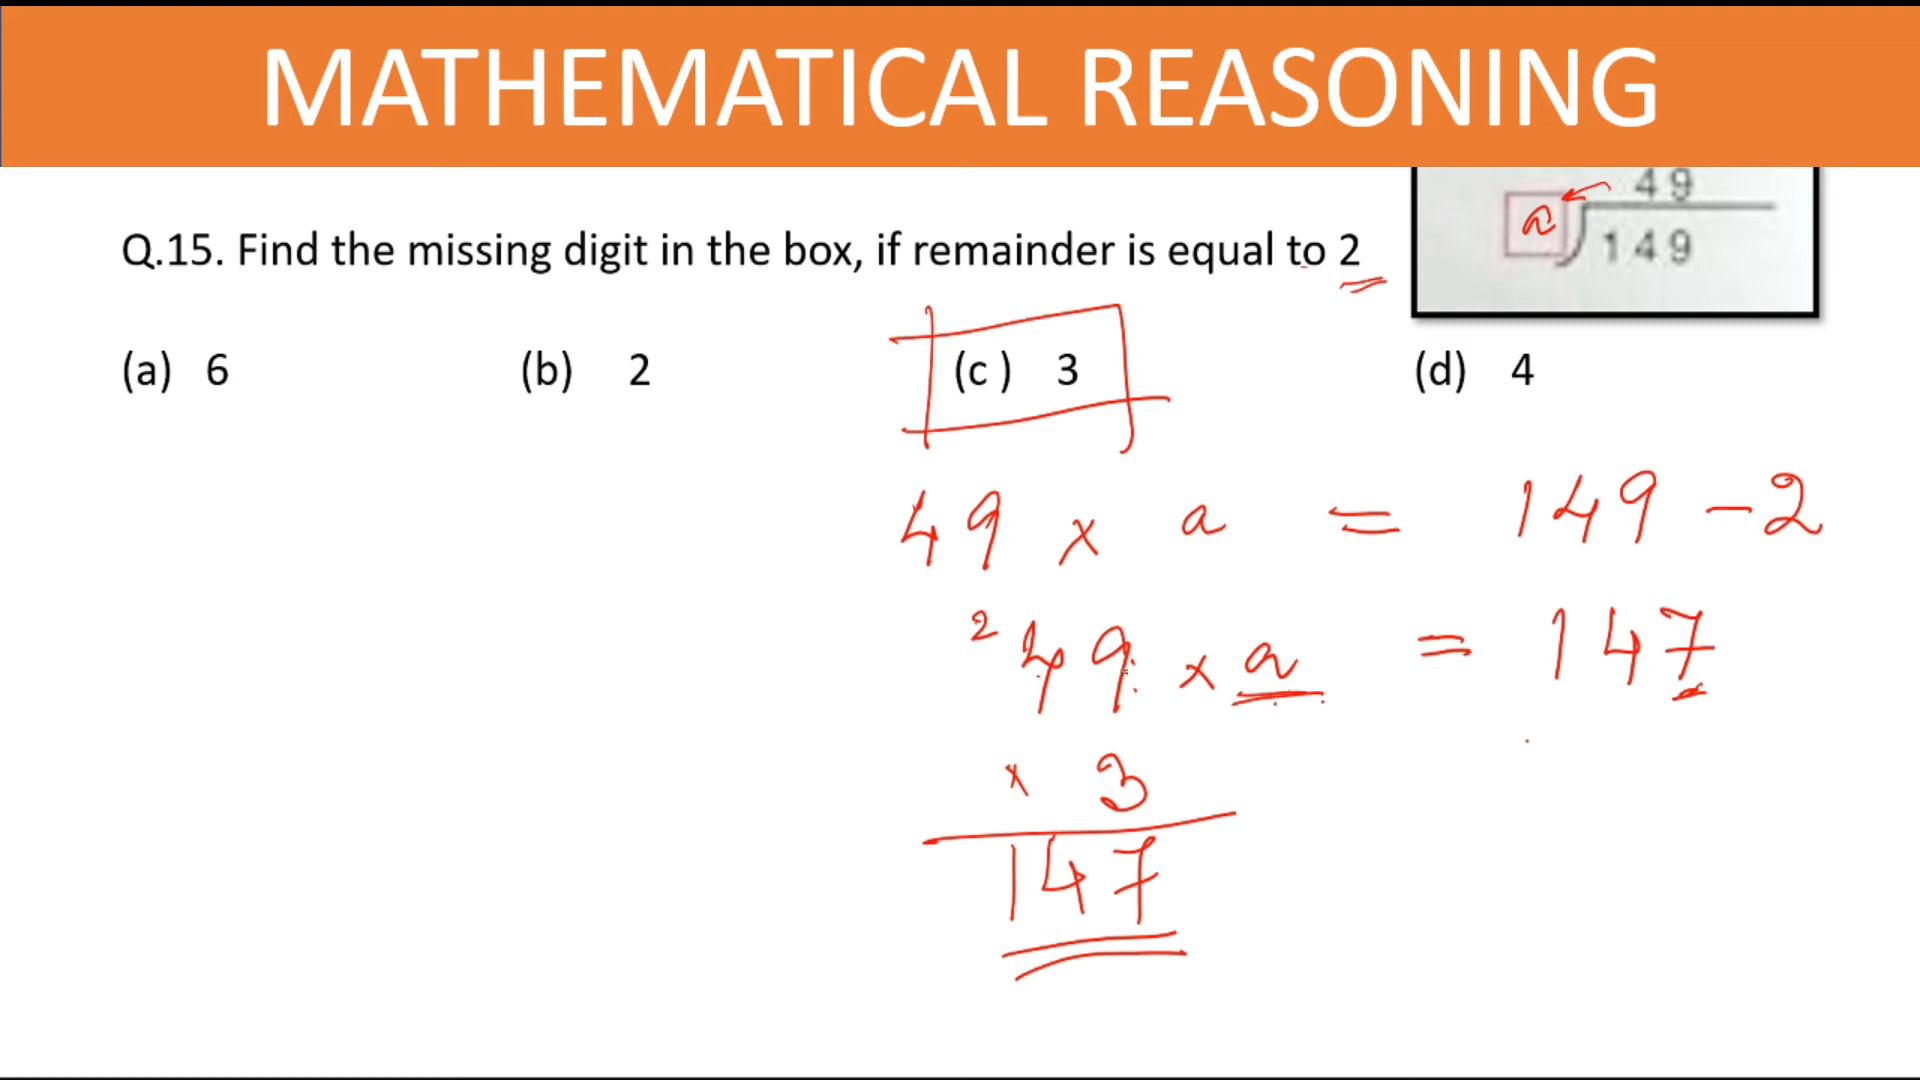 MATHEMATICAL REASONING
49
a
149
Q.15. Find the missing digit in the box, if remainder is equal to 2
(a) 6 (b) 2 (c ) 3 (d) 4
49 x a = 149 - 2
2
49 x a = 147
x 3
147